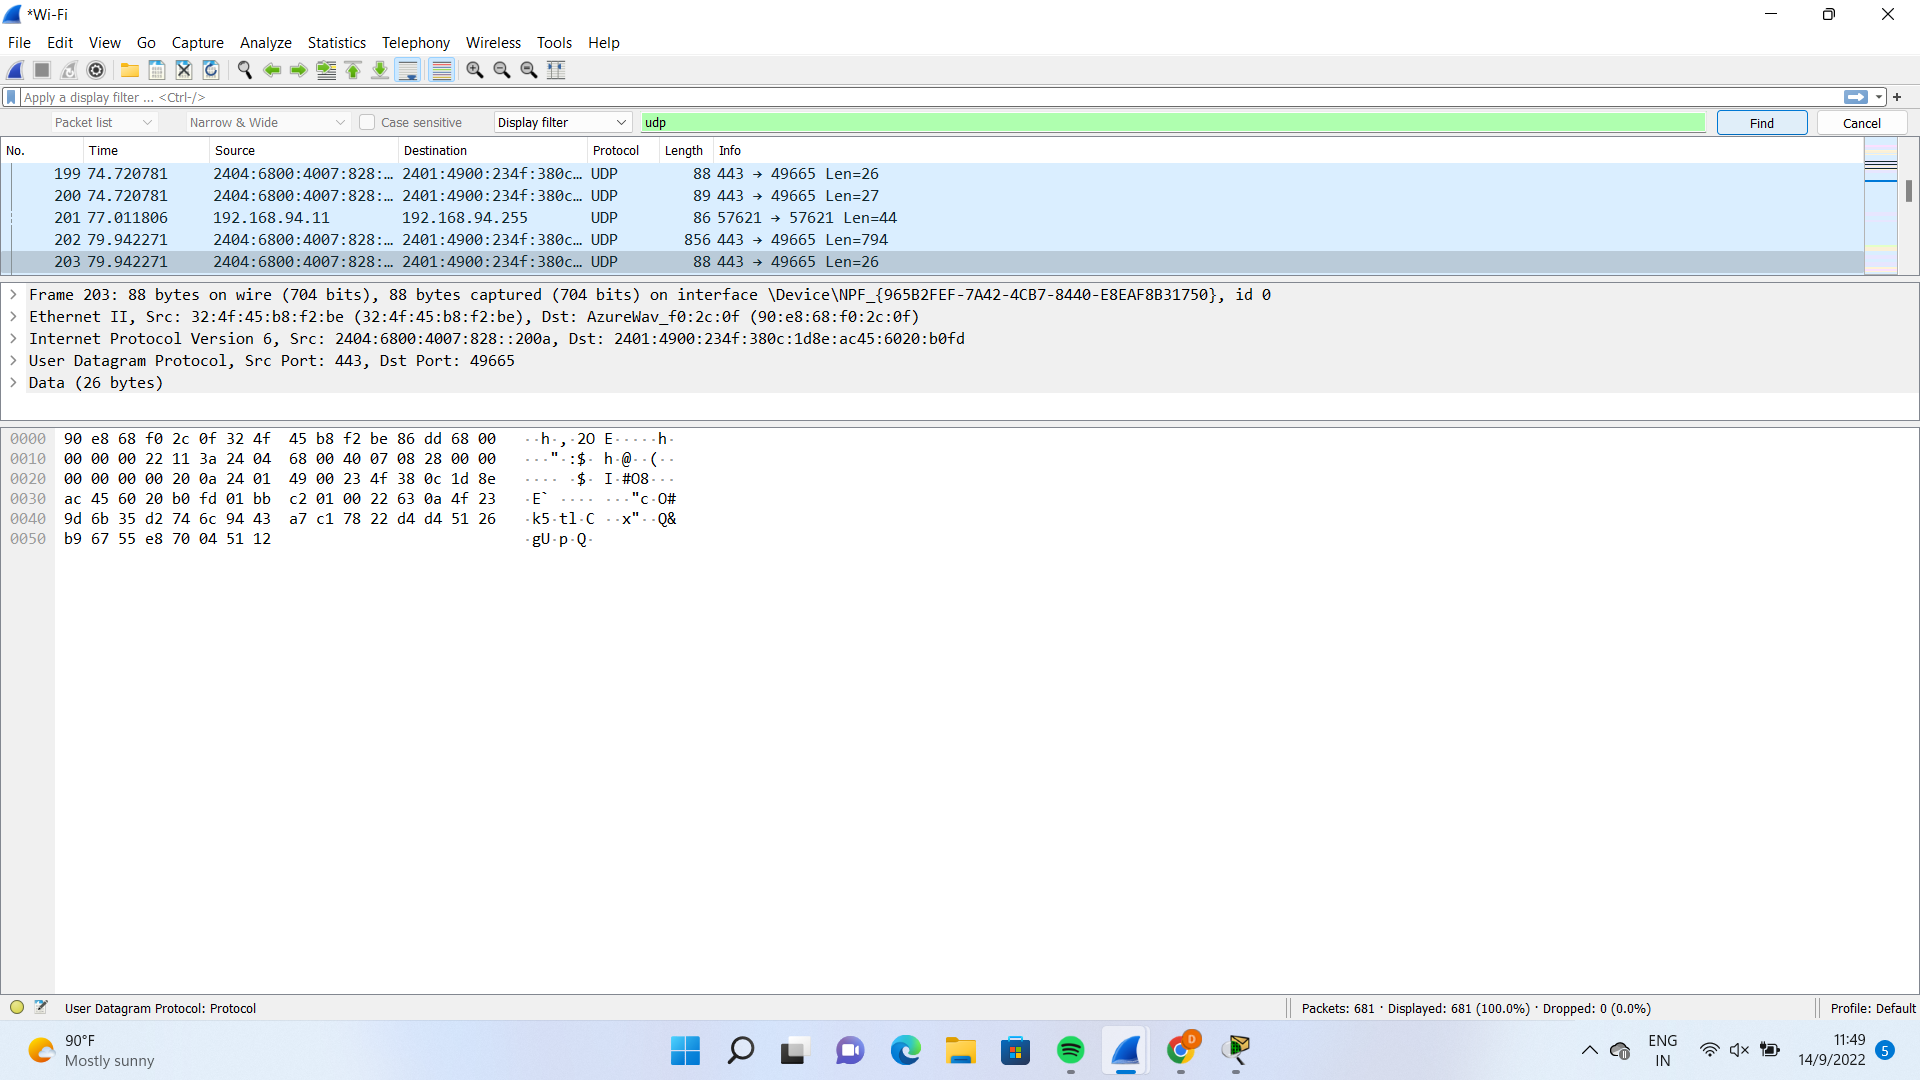 *Wi-Fi
File Edit View Go Capture Analyze Statistics Telephony Wireless Tools Help
Apply a display filter ... <Ctrl-/>
Packet list Narrow & Wide Case sensitive Display filter udp Find Cancel
No. Time Source Destination Protocol Length Info
199 74.720781 2404:6800:4007:828:… 2401:4900:234f:380c… UDP 88 443 → 49665 Len=26
200 74.720781 2404:6800:4007:828:… 2401:4900:234f:380c… UDP 89 443 → 49665 Len=27
201 77.011806 192.168.94.11 192.168.94.255 UDP 86 57621 → 57621 Len=44
202 79.942271 2404:6800:4007:828:… 2401:4900:234f:380c… UDP 856 443 → 49665 Len=794
203 79.942271 2404:6800:4007:828:… 2401:4900:234f:380c… UDP 88 443 → 49665 Len=26
Frame 203: 88 bytes on wire (704 bits), 88 bytes captured (704 bits) on interface \Device\NPF_{965B2FEF-7A42-4CB7-8440-E8EAF8B31750}, id 0
Ethernet II, Src: 32:4f:45:b8:f2:be (32:4f:45:b8:f2:be), Dst: AzureWav_f0:2c:0f (90:e8:68:f0:2c:0f)
Internet Protocol Version 6, Src: 2404:6800:4007:828::200a, Dst: 2401:4900:234f:380c:1d8e:ac45:6020:b0fd
User Datagram Protocol, Src Port: 443, Dst Port: 49665
Data (26 bytes)
0000 90 e8 68 f0 2c 0f 32 4f 45 b8 f2 be 86 dd 68 00 ··h·,·2O E·····h·
0010 00 00 00 22 11 3a 24 04 68 00 40 07 08 28 00 00 ···"·:$· h·@··(··
0020 00 00 00 00 20 0a 24 01 49 00 23 4f 38 0c 1d 8e ···· ·$· I·#O8···
0030 ac 45 60 20 b0 fd 01 bb c2 01 00 22 63 0a 4f 23 ·E` ···· ···"c·O#
0040 9d 6b 35 d2 74 6c 94 43 a7 c1 78 22 d4 d4 51 26 ·k5·tl·C ··x"··Q&
0050 b9 67 55 e8 70 04 51 12 ·gU·p·Q·
User Datagram Protocol: Protocol Packets: 681 · Displayed: 681 (100.0%) · Dropped: 0 (0.0%) Profile: Default
90°F
Mostly sunny
D
ENG
IN
11:49
14/9/2022
5